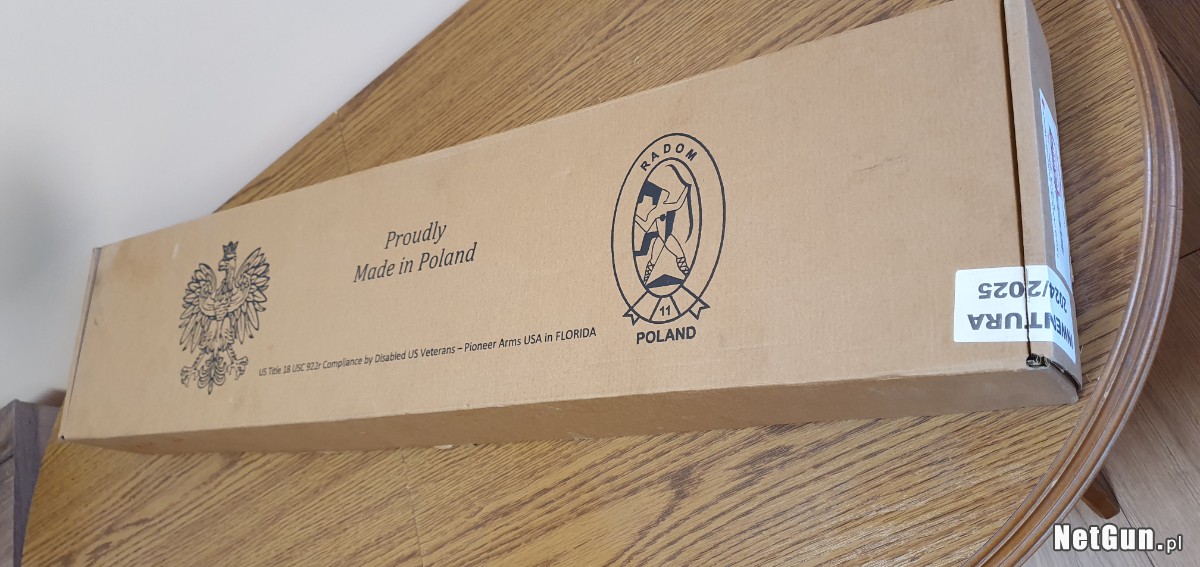 Proudly
Made in Poland
US Title 18 USC 922r Compliance by Disabled US Veterans – Pioneer Arms USA in FLORIDA
RADOM
11
POLAND
INWENTURA
2024/2025
NetGun.pl